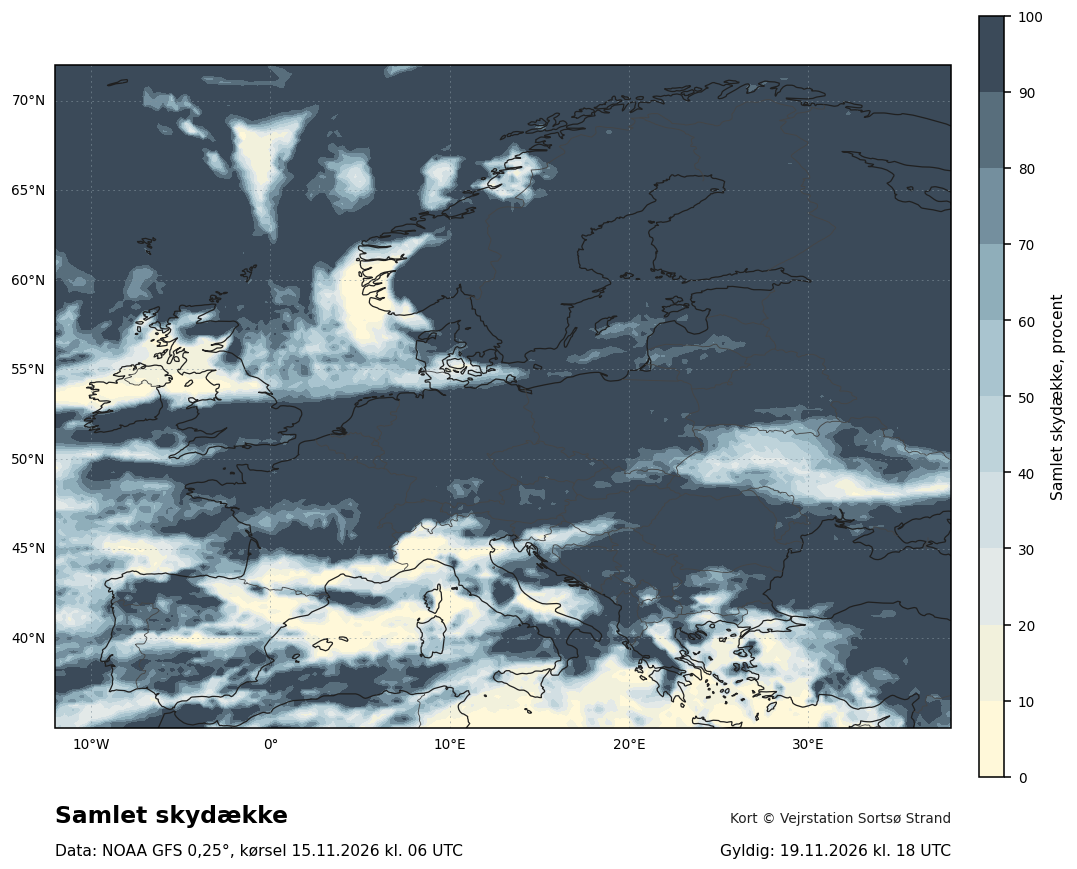 100
90
80
70
60
50
40
30
20
10
0
Samlet skydække, procent
70°N
65°N
60°N
55°N
50°N
45°N
40°N
10°W
0°
10°E
20°E
30°E
Samlet skydække
Kort © Vejrstation Sortsø Strand
Data: NOAA GFS 0,25°, kørsel 15.11.2026 kl. 06 UTC
Gyldig: 19.11.2026 kl. 18 UTC